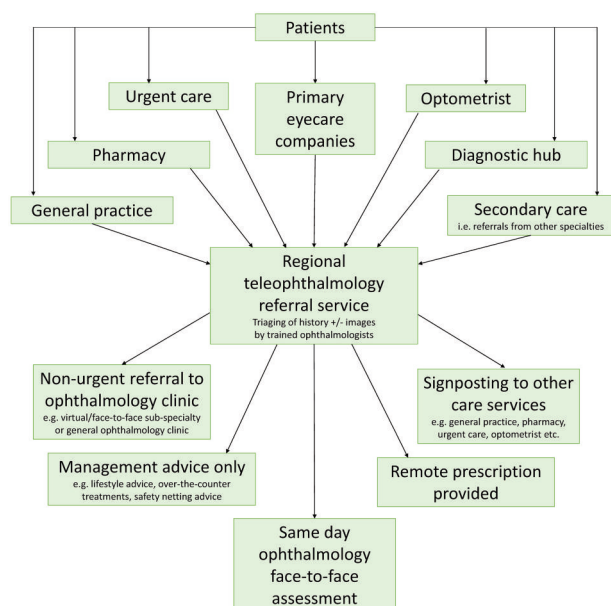 Patients
Urgent care
Primary
eyecare
companies
Optometrist
Pharmacy
Diagnostic hub
General practice
Secondary care
i.e. referrals from other specialties
Regional
teleophthalmology
referral service
Triaging of history +/- images
by trained ophthalmologists
Non-urgent referral to
ophthalmology clinic
e.g. virtual/face-to-face sub-specialty
or general ophthalmology clinic
Signposting to other
care services
e.g. general practice, pharmacy,
urgent care, optometrist etc.
Management advice only
e.g. lifestyle advice, over-the-counter
treatments, safety netting advice
Remote prescription
provided
Same day
ophthalmology
face-to-face
assessment